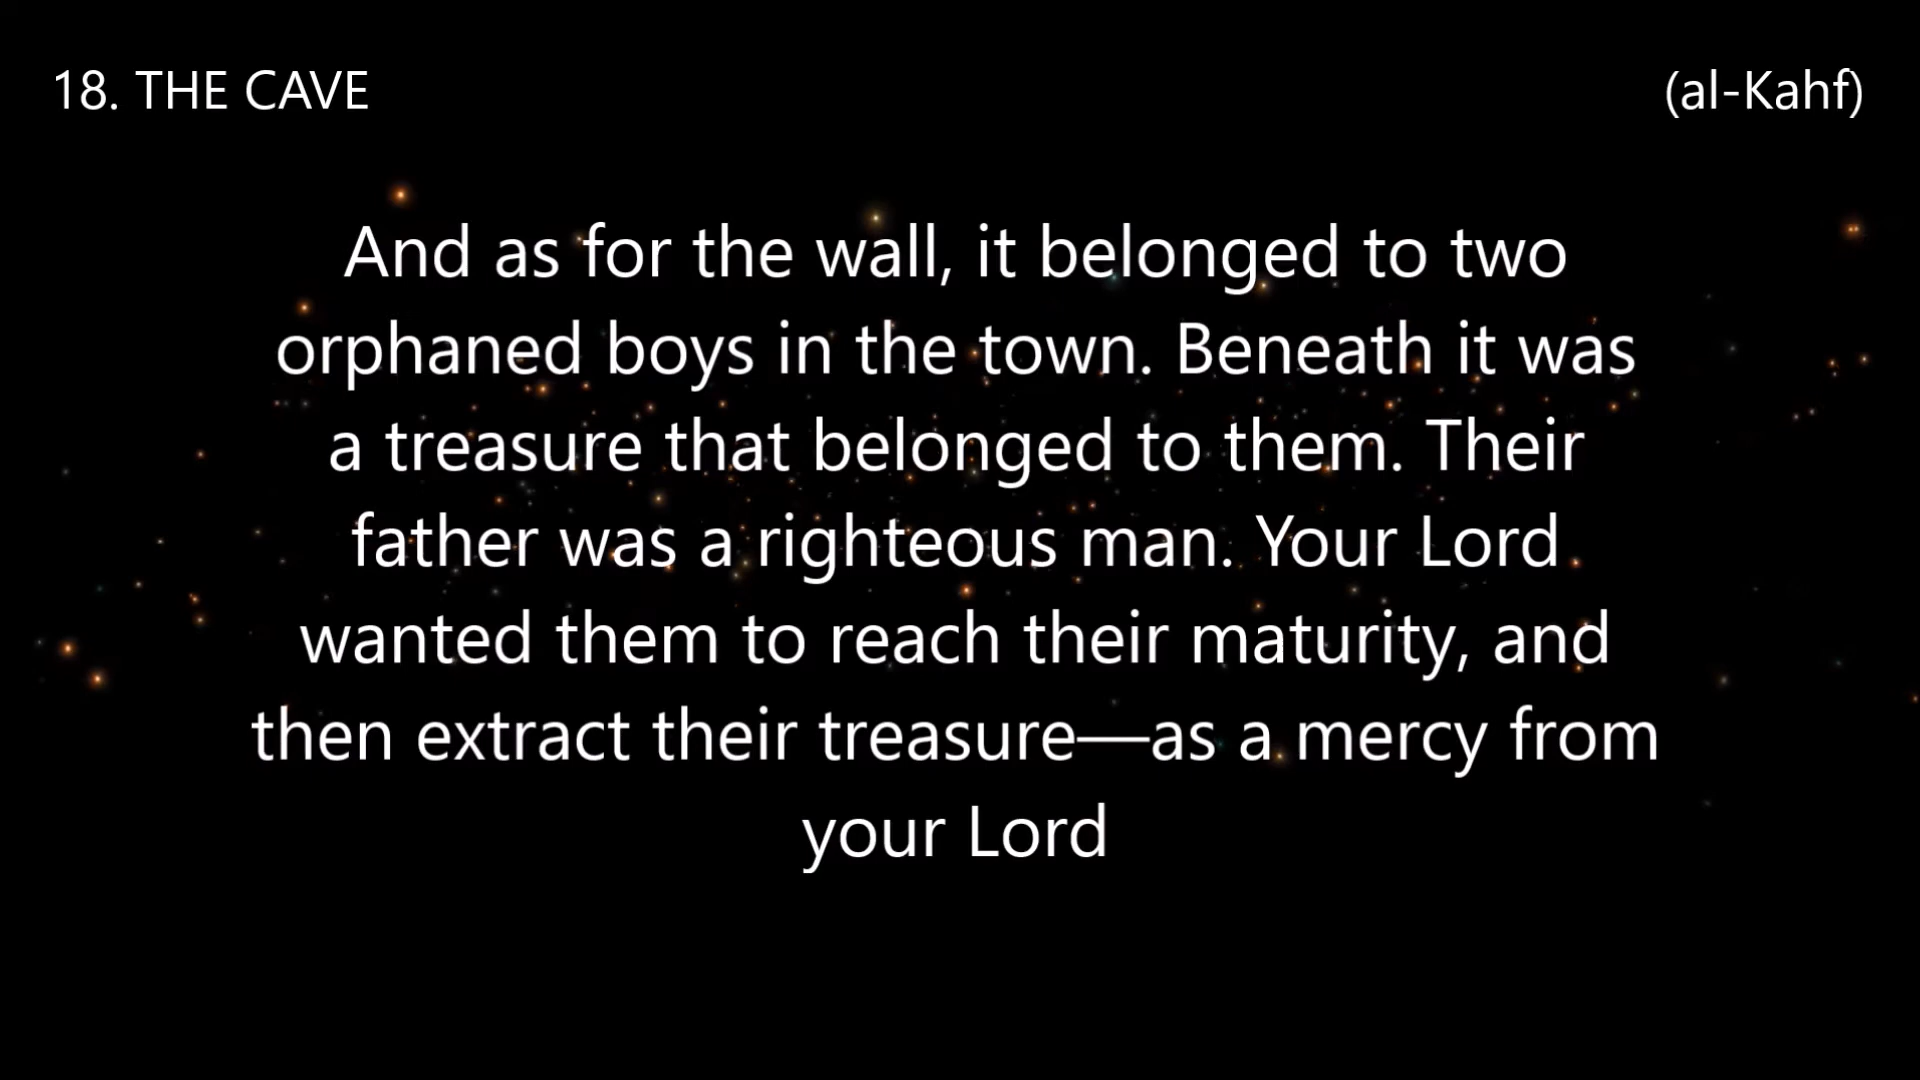 18. THE CAVE
(al-Kahf)
And as for the wall, it belonged to two
orphaned boys in the town. Beneath it was
a treasure that belonged to them. Their
father was a righteous man. Your Lord
wanted them to reach their maturity, and
then extract their treasure—as a mercy from
your Lord